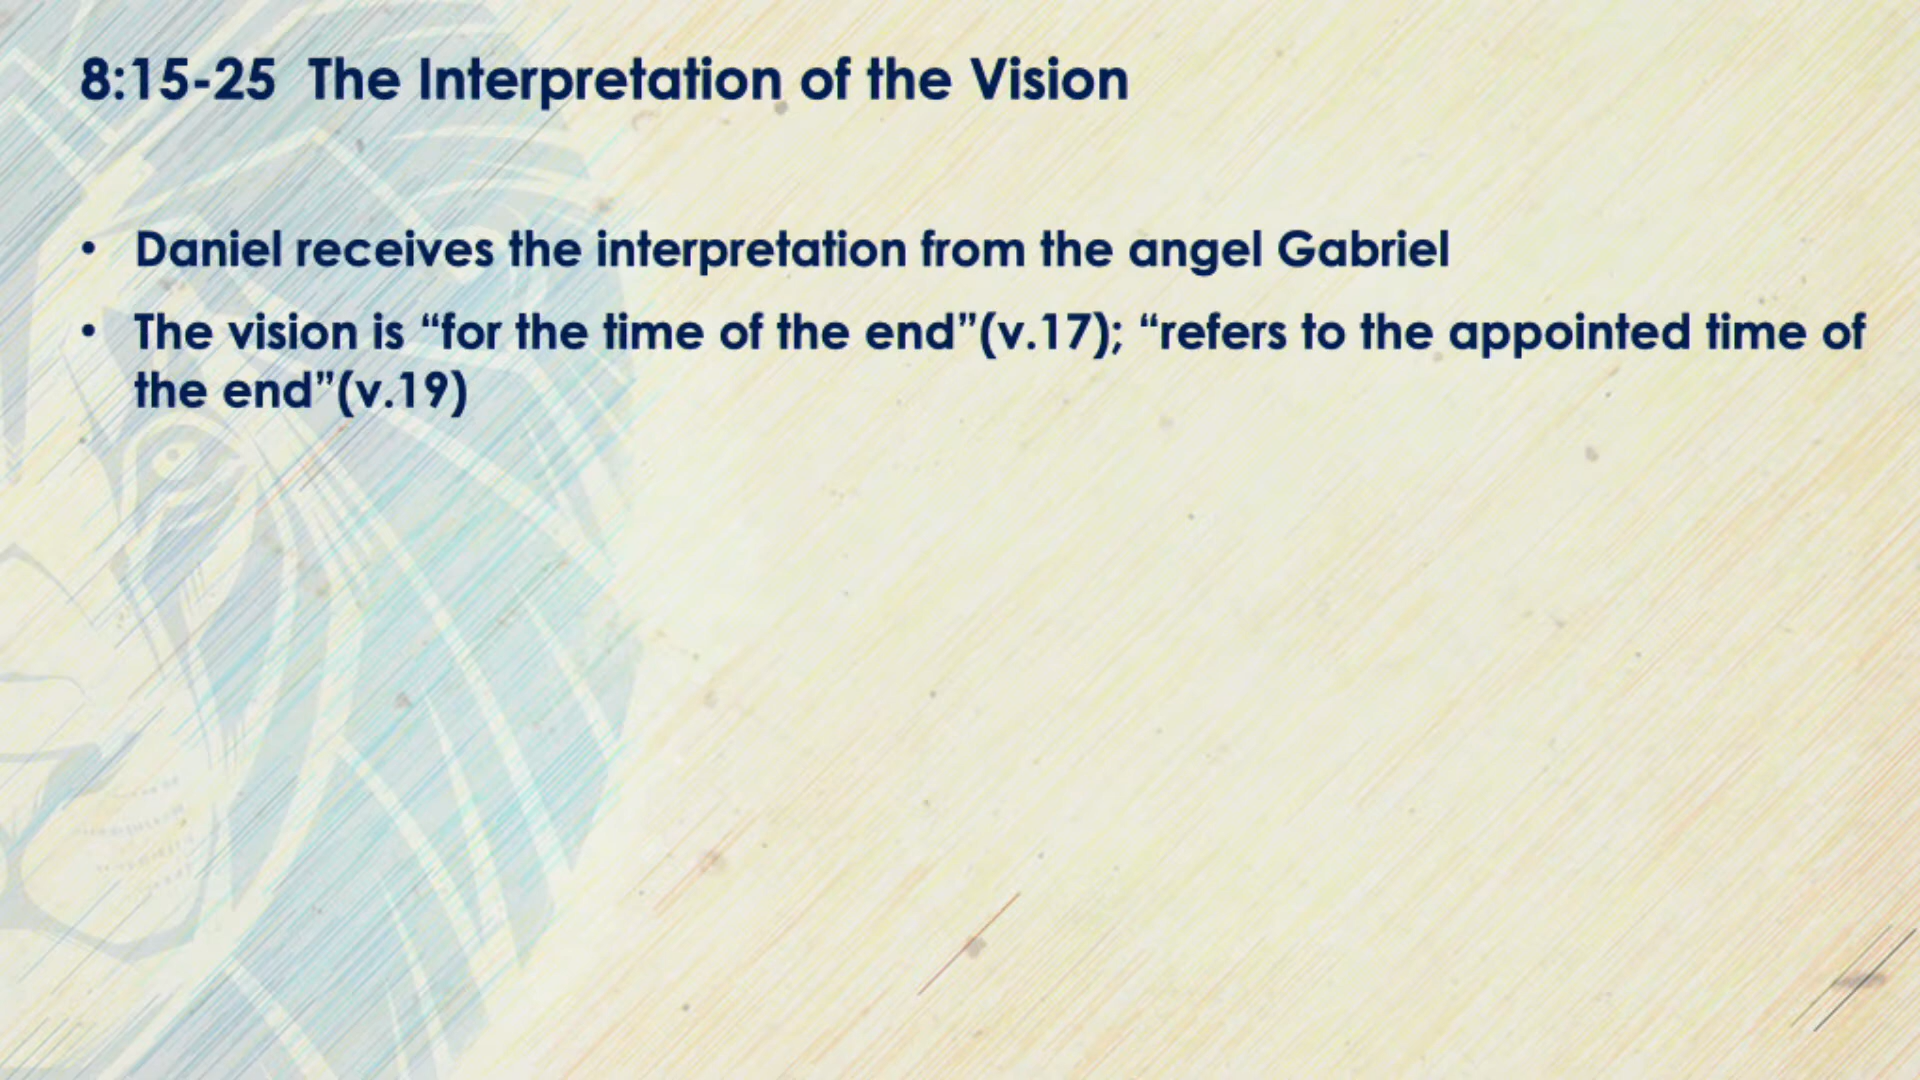 8:15-25  The Interpretation of the Vision
• Daniel receives the interpretation from the angel Gabriel
• The vision is “for the time of the end”(v.17); “refers to the appointed time of
the end”(v.19)